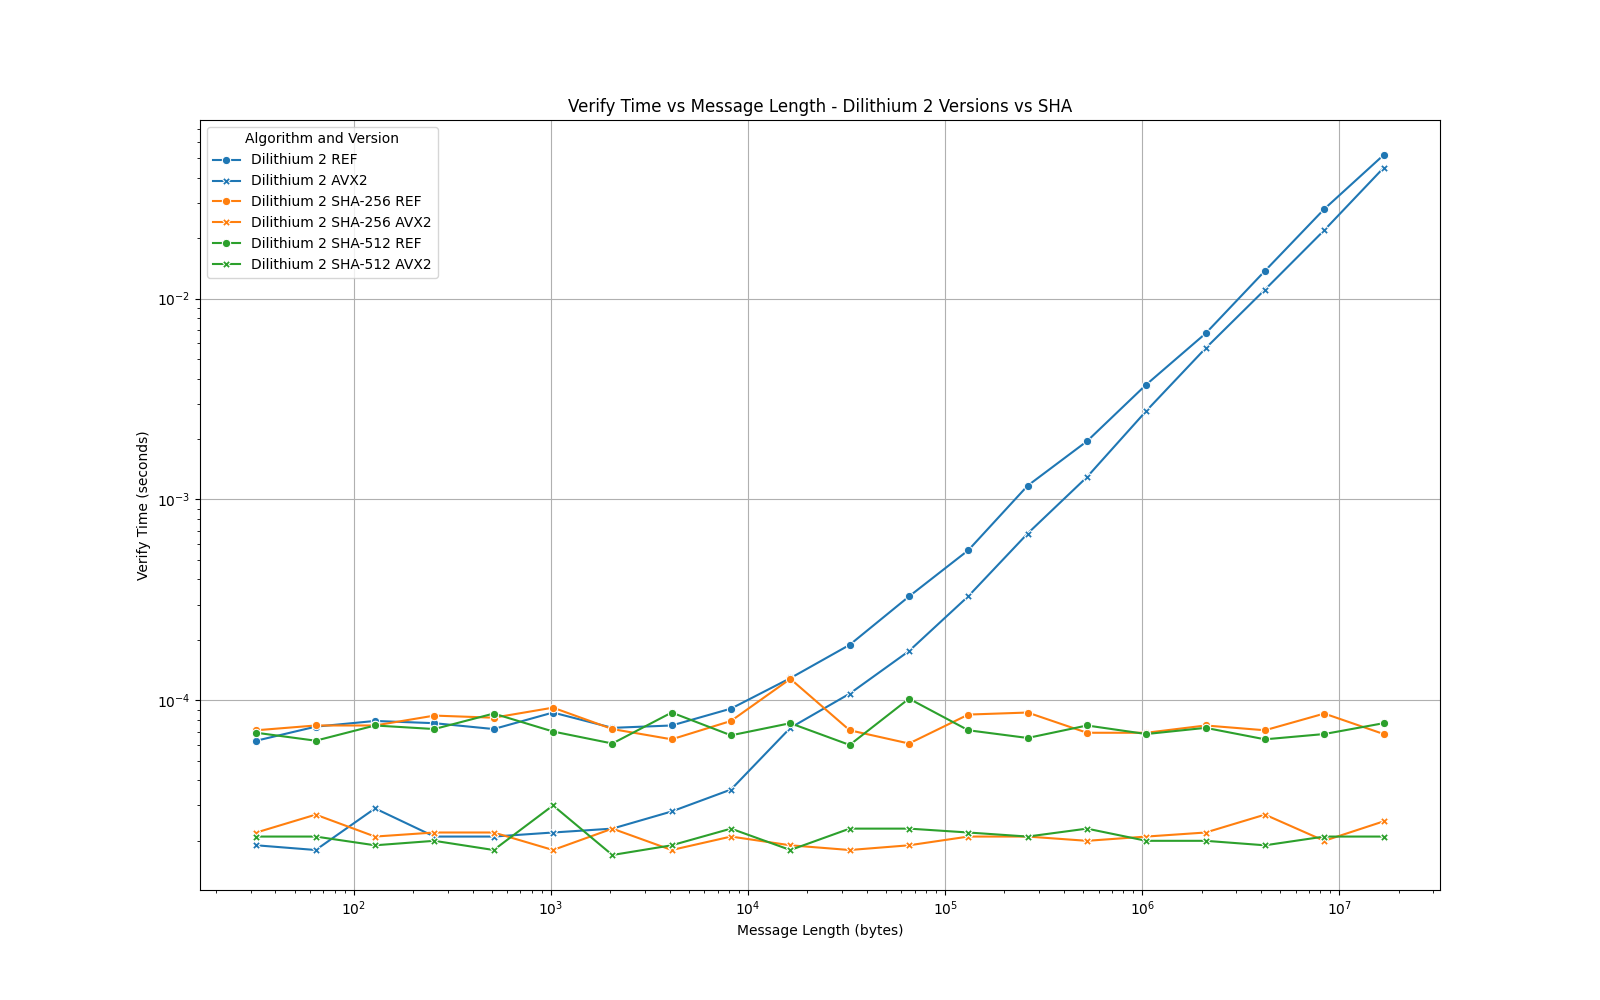 Verify Time vs Message Length - Dilithium 2 Versions vs SHA
Algorithm and Version
Dilithium 2 REF
Dilithium 2 AVX2
Dilithium 2 SHA-256 REF
Dilithium 2 SHA-256 AVX2
Dilithium 2 SHA-512 REF
Dilithium 2 SHA-512 AVX2
Verify Time (seconds)
10⁻²
10⁻³
10⁻⁴
10² 10³ 10⁴ 10⁵ 10⁶ 10⁷
Message Length (bytes)